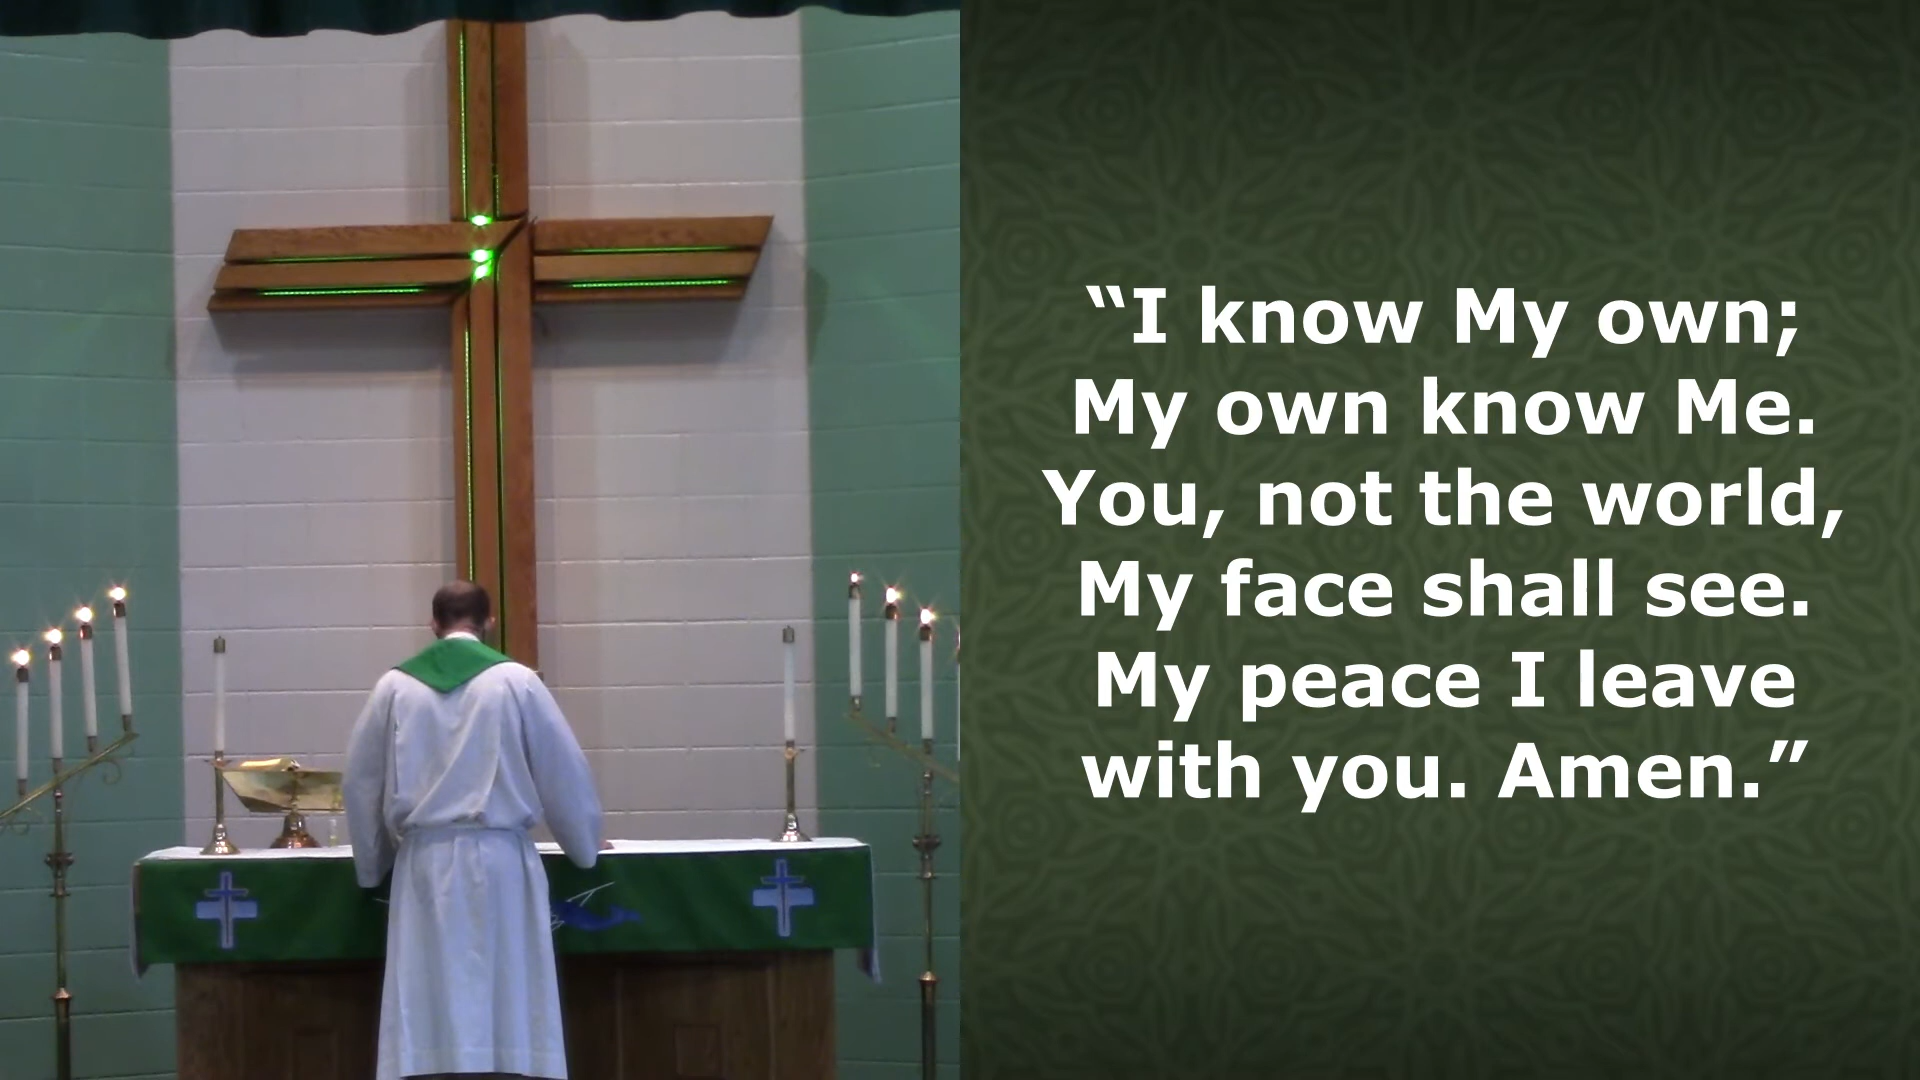 “I know My own;
My own know Me.
You, not the world,
My face shall see.
My peace I leave
with you. Amen.”